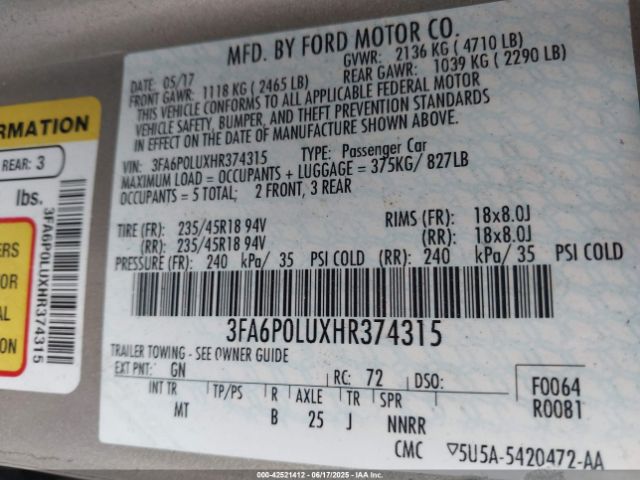 MFD. BY FORD MOTOR CO.
DATE: 05/17 GVWR: 2136 KG ( 4710 LB)
FRONT GAWR: 1118 KG ( 2465 LB) REAR GAWR: 1039 KG ( 2290 LB)
THIS VEHICLE CONFORMS TO ALL APPLICABLE FEDERAL MOTOR
VEHICLE SAFETY, BUMPER, AND THEFT PREVENTION STANDARDS
IN EFFECT ON THE DATE OF MANUFACTURE SHOWN ABOVE.
VIN: 3FA6P0LUXHR374315 TYPE: Passenger Car
MAXIMUM LOAD = OCCUPANTS + LUGGAGE = 375KG/ 827LB
OCCUPANTS = 5 TOTAL; 2 FRONT, 3 REAR
TIRE (FR): 235/45R18 94V RIMS (FR): 18x8.0J
(RR): 235/45R18 94V (RR): 18x8.0J
PRESSURE (FR): 240 kPa/ 35 PSI COLD (RR): 240 kPa/ 35 PSI COLD
3FA6P0LUXHR374315
TRAILER TOWING - SEE OWNER GUIDE
EXT PNT: GN RC: 72 DSO: F0064
INT TR TP/PS R AXLE TR SPR R0081
MT B 25 J NNRR
CMC ▽5U5A-5420472-AA
RMATION
REAR: 3
lbs.
3FA6P0LUXHR374315
ERS
TOR
AL
ION
000-42521412 - 06/17/2025 - IAAI.COM